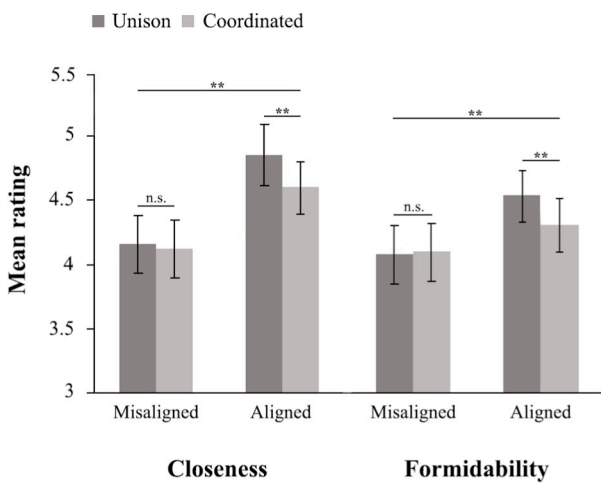 Unison Coordinated
5.5
5
4.5
4
3.5
3
Mean rating
**
**
n.s.
**
**
n.s.
Misaligned Aligned Misaligned Aligned
Closeness Formidability